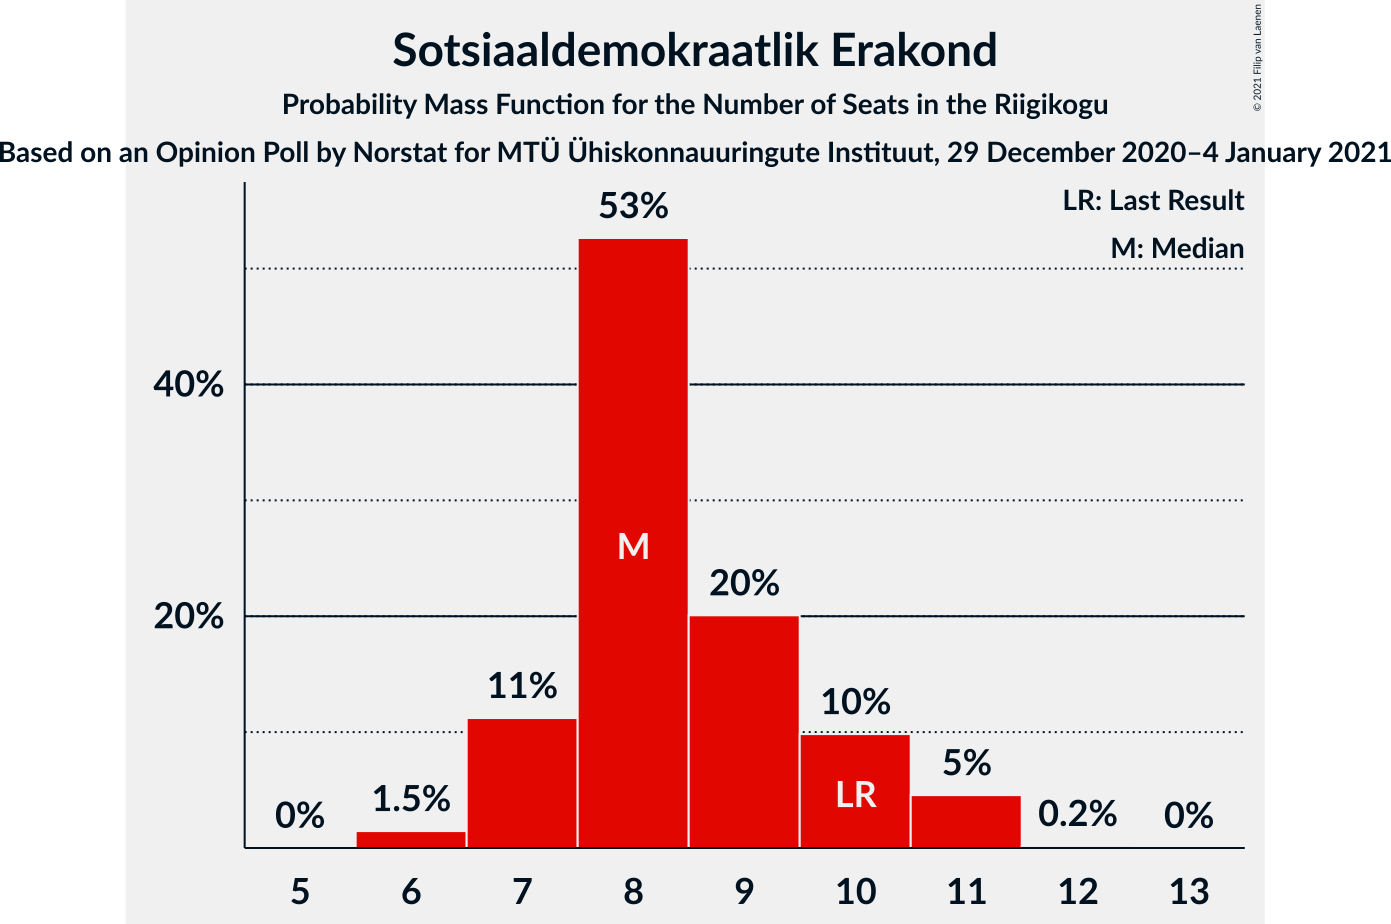 Sotsiaaldemokraatlik Erakond
Probability Mass Function for the Number of Seats in the Riigikogu
Based on an Opinion Poll by Norstat for MTÜ Ühiskonnauuringute Instituut, 29 December 2020–4 January 2021
© 2021 Filip van Laenen
LR: Last Result
M: Median
53%
40%
M
20%
20%
11%
10%
5%
LR
1.5%
0%
0.2%
0%
5 6 7 8 9 10 11 12 13